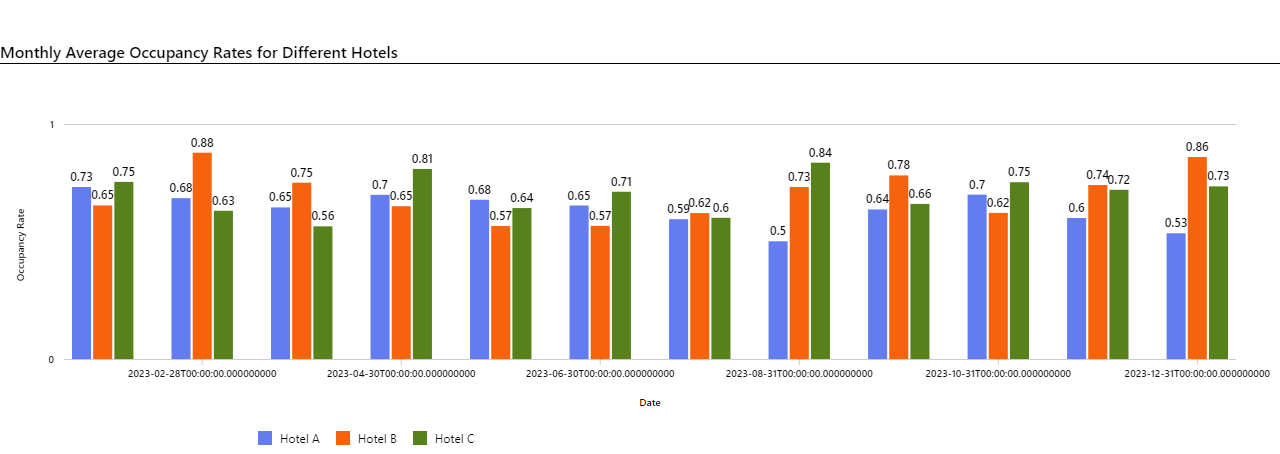 Monthly Average Occupancy Rates for Different Hotels
1
0.73 0.65 0.75 0.68 0.88 0.63 0.65 0.75 0.56 0.7 0.65 0.81 0.68 0.57 0.64 0.65 0.57 0.71 0.59 0.62 0.6 0.5 0.73 0.84 0.64 0.78 0.66 0.7 0.62 0.75 0.6 0.74 0.72 0.53 0.86 0.73
Occupancy Rate
0
2023-02-28T00:00:00.000000000 2023-04-30T00:00:00.000000000 2023-06-30T00:00:00.000000000 2023-08-31T00:00:00.000000000 2023-10-31T00:00:00.000000000 2023-12-31T00:00:00.000000000
Date
Hotel A Hotel B Hotel C